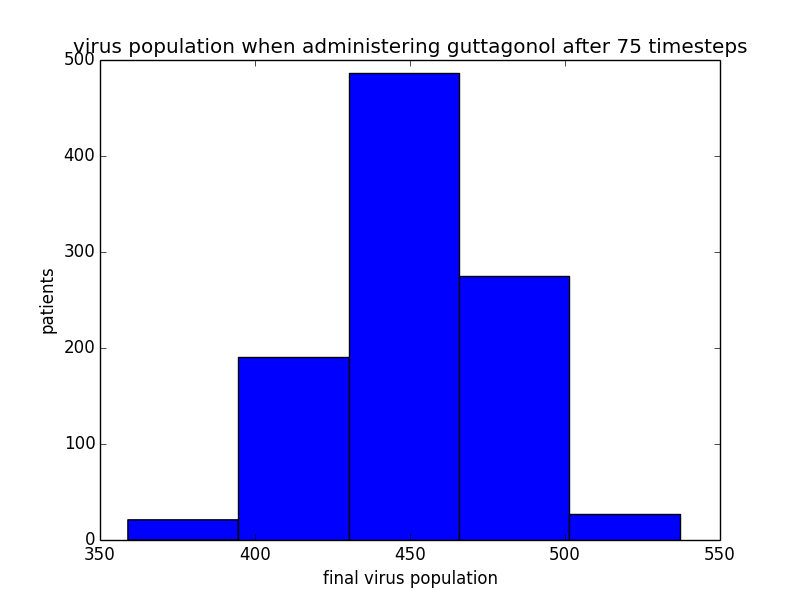 virus population when administering guttagonol after 75 timesteps
500
400
300
200
100
0
patients
350 400 450 500 550
final virus population